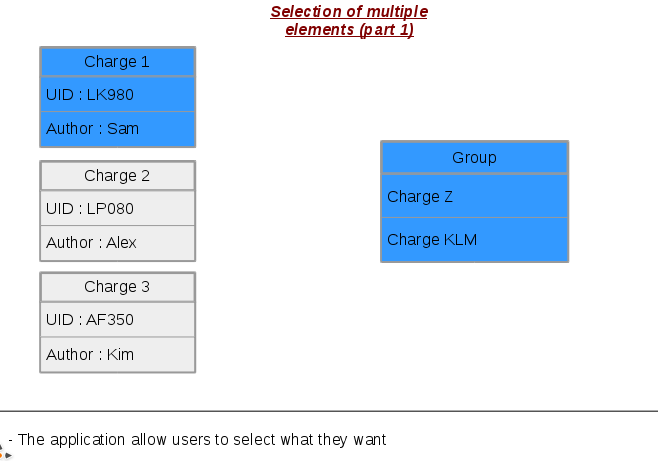 Selection of multiple
elements (part 1)
Charge 1
UID : LK980
Author : Sam
Charge 2
UID : LP080
Author : Alex
Charge 3
UID : AF350
Author : Kim
Group
Charge Z
Charge KLM
- The application allow users to select what they want